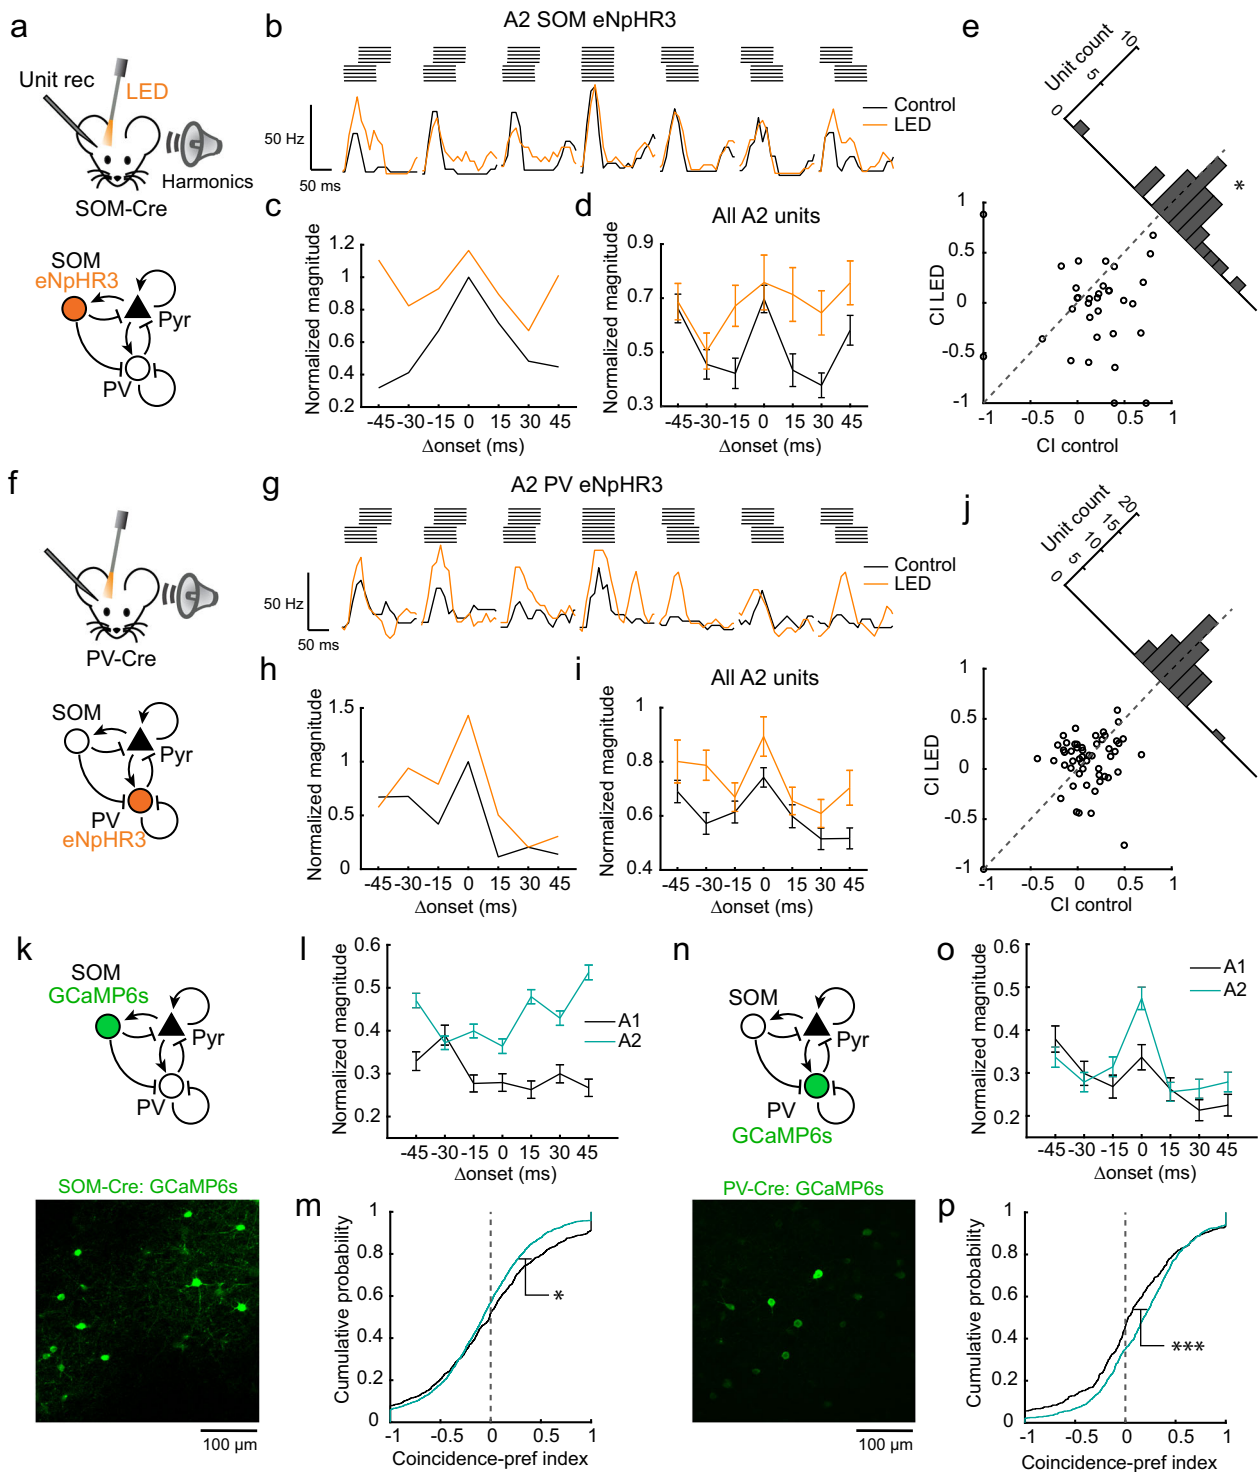 a
Unit rec
LED
Harmonics
SOM-Cre
SOM
eNpHR3
Pyr
PV
b
A2 SOM eNpHR3
50 Hz
50 ms
Control
LED
c
Normalized magnitude
1.2
1
0.8
0.6
0.4
0.2
-45 -30 -15 0 15 30 45
Δonset (ms)
d
All A2 units
Normalized magnitude
0.9
0.7
0.5
0.3
-45 -30 -15 0 15 30 45
Δonset (ms)
e
Unit count
0 5 10
*
CI LED
1
0.5
0
-0.5
-1
-1 0 0.5 1
CI control
f
PV-Cre
SOM
Pyr
PV
eNpHR3
g
A2 PV eNpHR3
50 Hz
50 ms
Control
LED
h
Normalized magnitude
1.5
1
0.5
0
-45 -30 -15 0 15 30 45
Δonset (ms)
i
All A2 units
Normalized magnitude
1
0.8
0.6
0.4
-45 -30 -15 0 15 30 45
Δonset (ms)
j
Unit count
0 5 10 15 20
CI LED
1
0.5
0
-0.5
-1
-1 0 0.5 1
CI control
k
SOM
GCaMP6s
Pyr
PV
SOM-Cre: GCaMP6s
100 µm
l
Normalized magnitude
0.6
0.5
0.4
0.3
0.2
A1
A2
-45 -30 -15 0 15 30 45
Δonset (ms)
m
Cumulative probability
1
0.8
0.6
0.4
0.2
0
*
-1 -0.5 0 0.5 1
Coincidence-pref index
n
SOM
Pyr
PV
GCaMP6s
PV-Cre: GCaMP6s
100 µm
o
Normalized magnitude
0.6
0.5
0.4
0.3
0.2
A1
A2
-45 -30 -15 0 15 30 45
Δonset (ms)
p
Cumulative probability
1
0.8
0.6
0.4
0.2
0
***
-1 -0.5 0 0.5 1
Coincidence-pref index